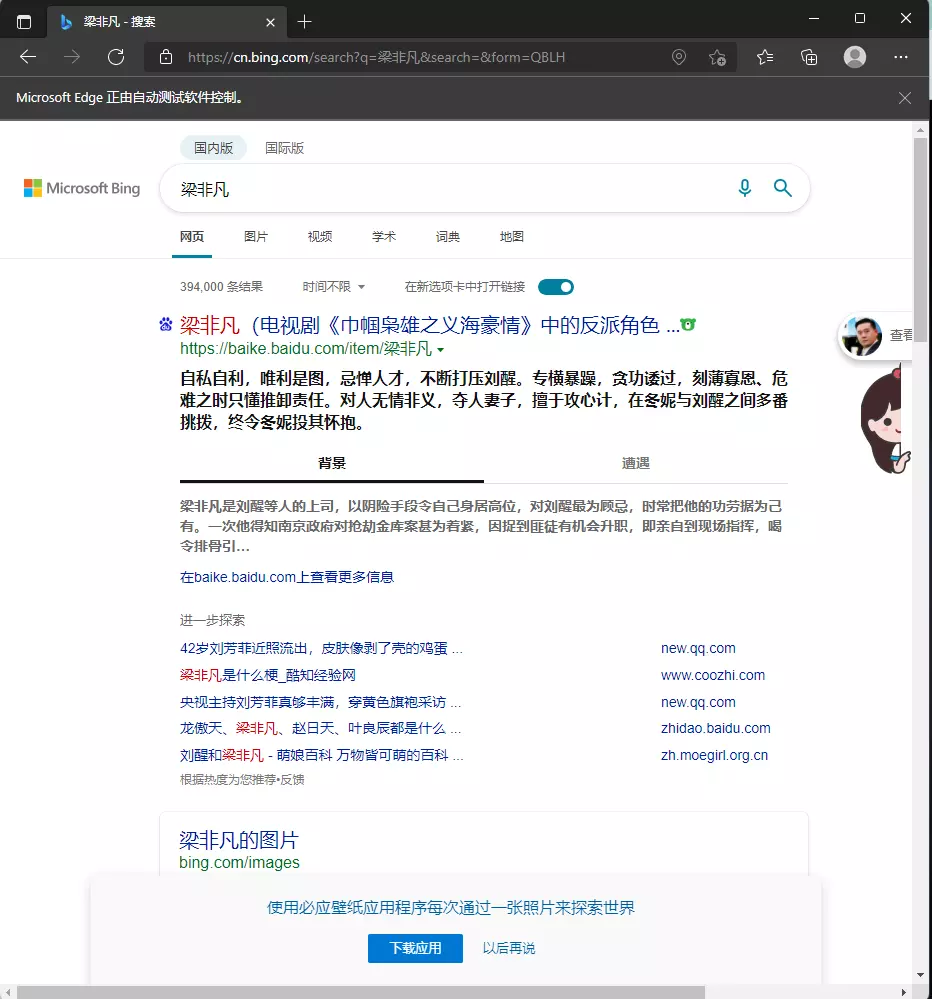 梁非凡 - 搜索
https://cn.bing.com/search?q=梁非凡&search=&form=QBLH
Microsoft Edge 正由自动测试软件控制。
国内版 国际版
Microsoft Bing
梁非凡
网页 图片 视频 学术 词典 地图
394,000 条结果 时间不限 在新选项卡中打开链接
梁非凡（电视剧《巾帼枭雄之义海豪情》中的反派角色 ...
https://baike.baidu.com/item/梁非凡
查看
自私自利，唯利是图，忌惮人才，不断打压刘醒。专横暴躁，贪功诿过，刻薄寡恩、危
难之时只懂推卸责任。对人无情非义，夺人妻子，擅于攻心计，在冬妮与刘醒之间多番
挑拨，终令冬妮投其怀抱。
背景 遭遇
梁非凡是刘醒等人的上司，以阴险手段令自己身居高位，对刘醒最为顾忌，时常把他的功劳据为己
有。一次他得知南京政府对抢劫金库案甚为着紧，因捉到匪徒有机会升职，即亲自到现场指挥，喝
令排骨引...
在baike.baidu.com上查看更多信息
进一步探索
42岁刘芳菲近照流出，皮肤像剥了壳的鸡蛋 ... new.qq.com
梁非凡是什么梗_酷知经验网 www.coozhi.com
央视主持刘芳菲真够丰满，穿黄色旗袍采访 ... new.qq.com
龙傲天、梁非凡、赵日天、叶良辰都是什么 ... zhidao.baidu.com
刘醒和梁非凡 - 萌娘百科 万物皆可萌的百科 ... zh.moegirl.org.cn
根据热度为您推荐•反馈
梁非凡的图片
bing.com/images
使用必应壁纸应用程序每次通过一张照片来探索世界
下载应用 以后再说